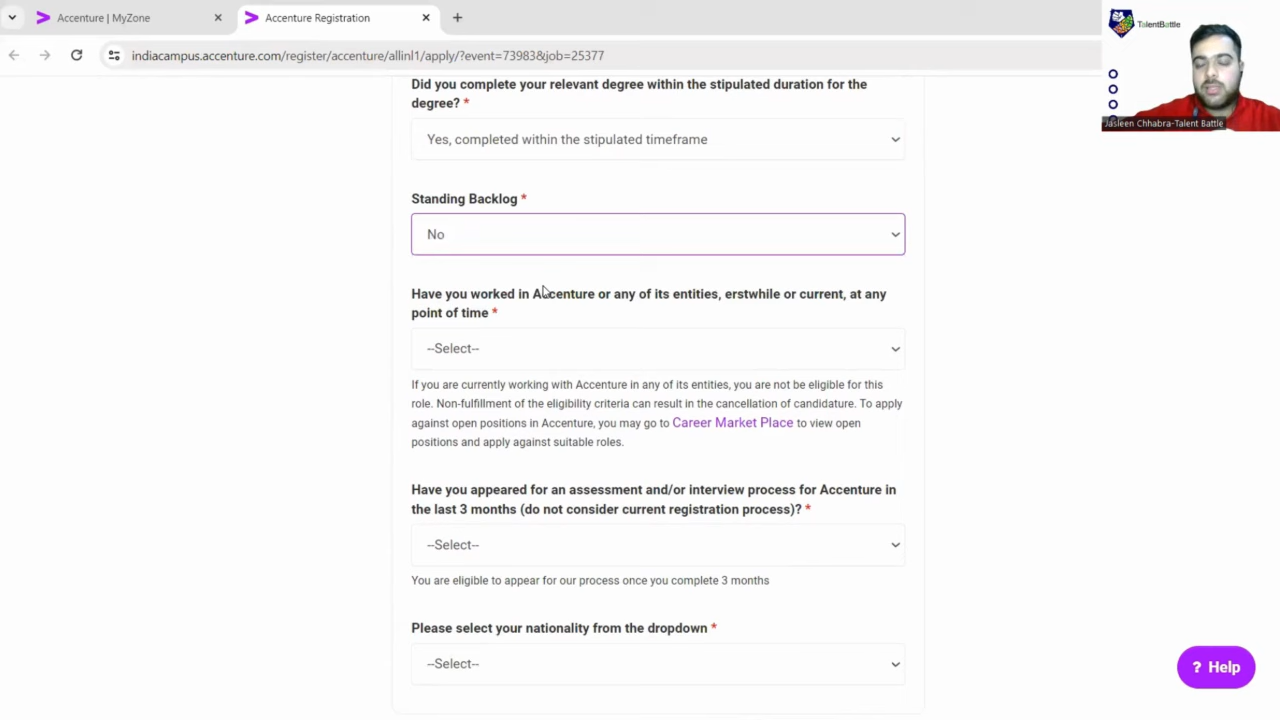 Accenture | MyZone
Accenture Registration
indiacampus.accenture.com/register/accenture/allinl1/apply/?event=73983&job=25377
TalentBattle
Jasleen Chhabra-Talent Battle
Did you complete your relevant degree within the stipulated duration for the
degree? *
Yes, completed within the stipulated timeframe
Standing Backlog *
No
Have you worked in Accenture or any of its entities, erstwhile or current, at any
point of time *
--Select--
If you are currently working with Accenture in any of its entities, you are not be eligible for this
role. Non-fulfillment of the eligibility criteria can result in the cancellation of candidature. To apply
against open positions in Accenture, you may go to Career Market Place to view open
positions and apply against suitable roles.
Have you appeared for an assessment and/or interview process for Accenture in
the last 3 months (do not consider current registration process)? *
--Select--
You are eligible to appear for our process once you complete 3 months
Please select your nationality from the dropdown *
--Select--
? Help